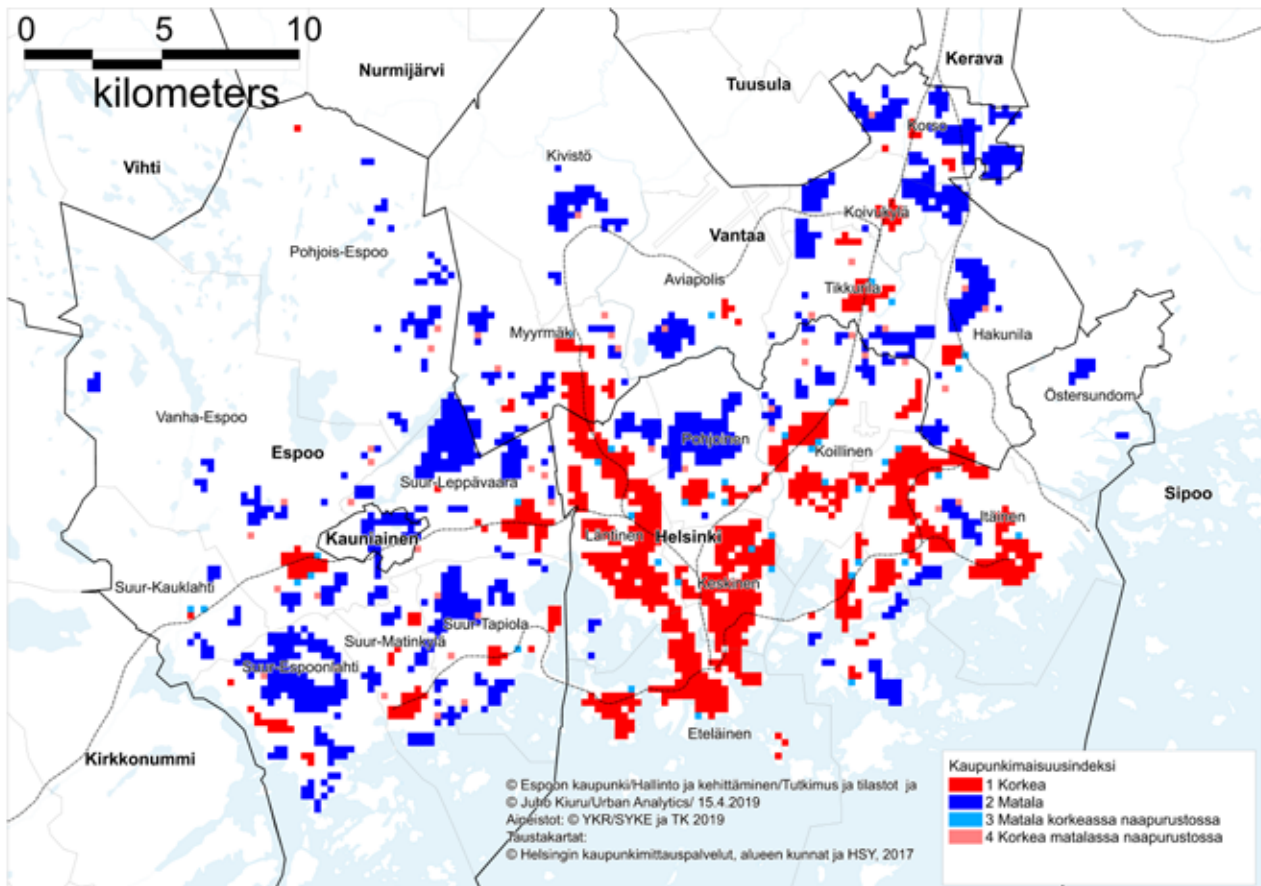 0 5 10
kilometers
Nurmijärvi
Tuusula
Kerava
Vihti
Kivistö
Korso
Pohjois-Espoo
Vantaa
Koivukylä
Aviapolis
Tikkurila
Myyrmäki
Hakunila
Östersundom
Vanha-Espoo
Espoo
Pohjoinen
Koillinen
Suur-Leppävaara
Sipoo
Kauniainen
Läntinen
Helsinki
Itäinen
Suur-Kauklahti
Keskinen
Suur-Matinkylä
Suur-Tapiola
Suur-Espoonlahti
Eteläinen
Kirkkonummi
Kaupunkimaisuusindeksi
1 Korkea
2 Matala
3 Matala korkeassa naapurustossa
4 Korkea matalassa naapurustossa
© Espoon kaupunki/Hallinto ja kehittäminen/Tutkimus ja tilastot ja
© Juho Kiuru/Urban Analytics/ 15.4.2019
Aineistot: © YKR/SYKE ja TK 2019
Taustakartat:
© Helsingin kaupunkimittauspalvelut, alueen kunnat ja HSY, 2017